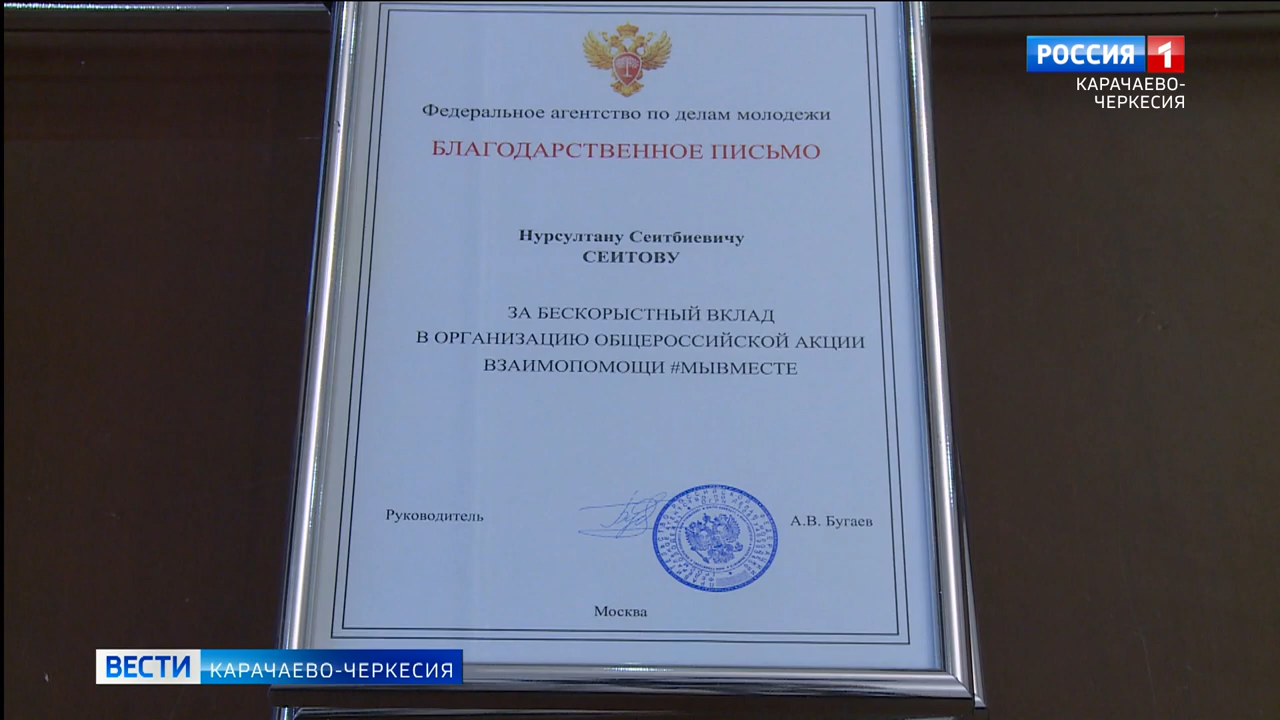 РОССИЯ 1
КАРАЧАЕВО-
ЧЕРКЕСИЯ
Федеральное агентство по делам молодежи
БЛАГОДАРСТВЕННОЕ ПИСЬМО
Нурсултану Сеитбиевичу
СЕИТОВУ
ЗА БЕСКОРЫСТНЫЙ ВКЛАД
В ОРГАНИЗАЦИЮ ОБЩЕРОССИЙСКОЙ АКЦИИ
ВЗАИМОПОМОЩИ #МЫВМЕСТЕ
Руководитель
А.В. Бугаев
Москва
ВЕСТИ КАРАЧАЕВО-ЧЕРКЕСИЯ